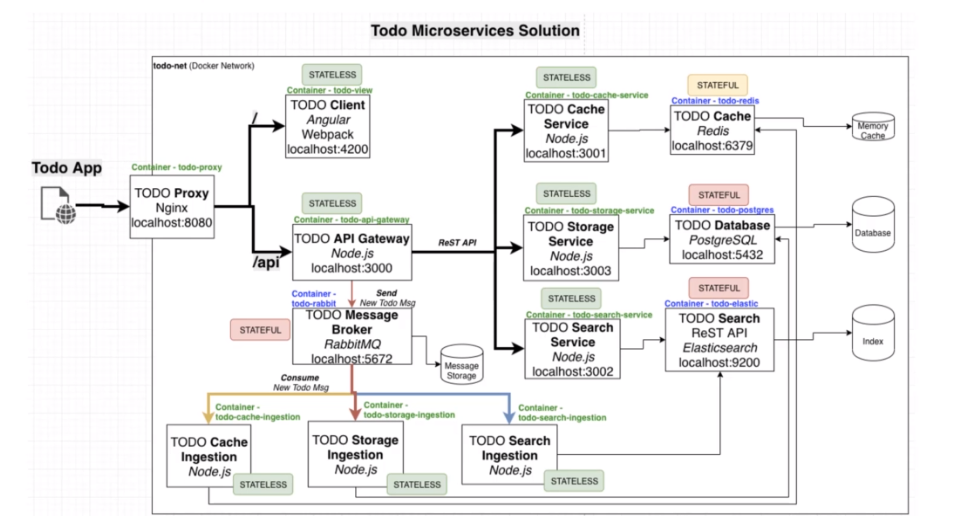 Todo Microservices Solution
todo-net (Docker Network)
STATELESS
Container - todo-view
TODO Client
Angular
Webpack
localhost:4200
STATELESS
Container - todo-cache-service
TODO Cache
Service
Node.js
localhost:3001
STATEFUL
Container - todo-redis
TODO Cache
Redis
localhost:6379
Memory
Cache
/
Todo App
Container - todo-proxy
TODO Proxy
Nginx
localhost:8080
/api
STATELESS
Container - todo-api-gateway
TODO API Gateway
Node.js
localhost:3000
ReST API
STATELESS
Container - todo-storage-service
TODO Storage
Service
Node.js
localhost:3003
STATEFUL
Container - todo-postgres
TODO Database
PostgreSQL
localhost:5432
Database
Send
New Todo Msg
Container -
todo-rabbit
STATEFUL
TODO Message
Broker
RabbitMQ
localhost:5672
Message
Storage
STATELESS
Container - todo-search-service
TODO Search
Service
Node.js
localhost:3002
STATEFUL
Container - todo-elastic
TODO Search
ReST API
Elasticsearch
localhost:9200
Index
Consume
New Todo Msg
Container -
todo-cache-ingestion
TODO Cache
Ingestion
Node.js
STATELESS
Container -
todo-storage-ingestion
TODO Storage
Ingestion
Node.js
STATELESS
Container -
todo-search-ingestion
TODO Search
Ingestion
Node.js
STATELESS